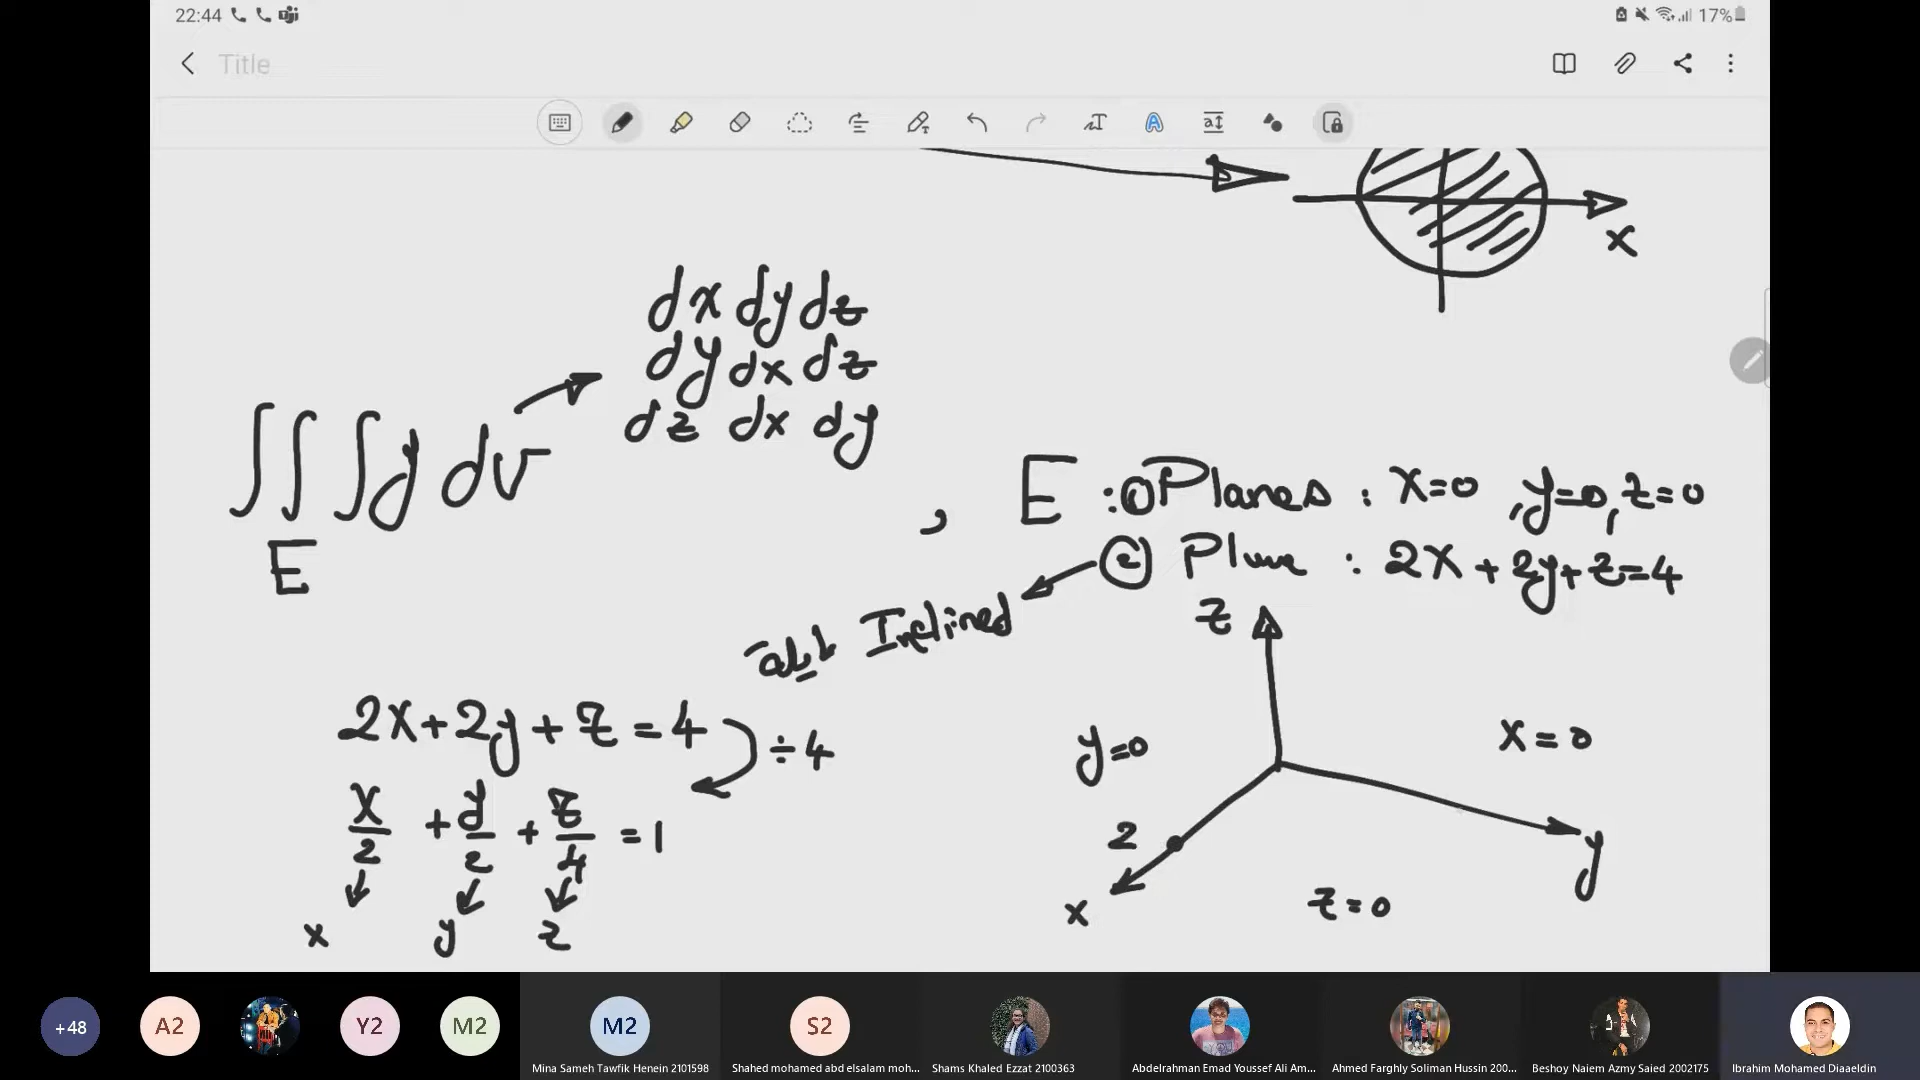 22:44
17%
Title
x
dx dy dz
dy dx dz
dz dx dy
∫∫∫ y dv
E
, E : ① Planes : x=0 , y=0, z=0
② Plane : 2x + 2y + z = 4
Inclined
z
2x + 2y + z = 4
÷ 4
y=0
x = 0
x/2 + y/2 + z/4 = 1
2
x y z
x
z = 0
y
+48
A2
Y2
M2
M2
S2
Mina Sameh Tawfik Henein 2101598
Shahed mohamed abd elsalam moh...
Shams Khaled Ezzat 2100363
Abdelrahman Emad Youssef Ali Am...
Ahmed Farghly Soliman Hussin 200...
Beshoy Naiem Azmy Saied 2002175
Ibrahim Mohamed Diaaeldin